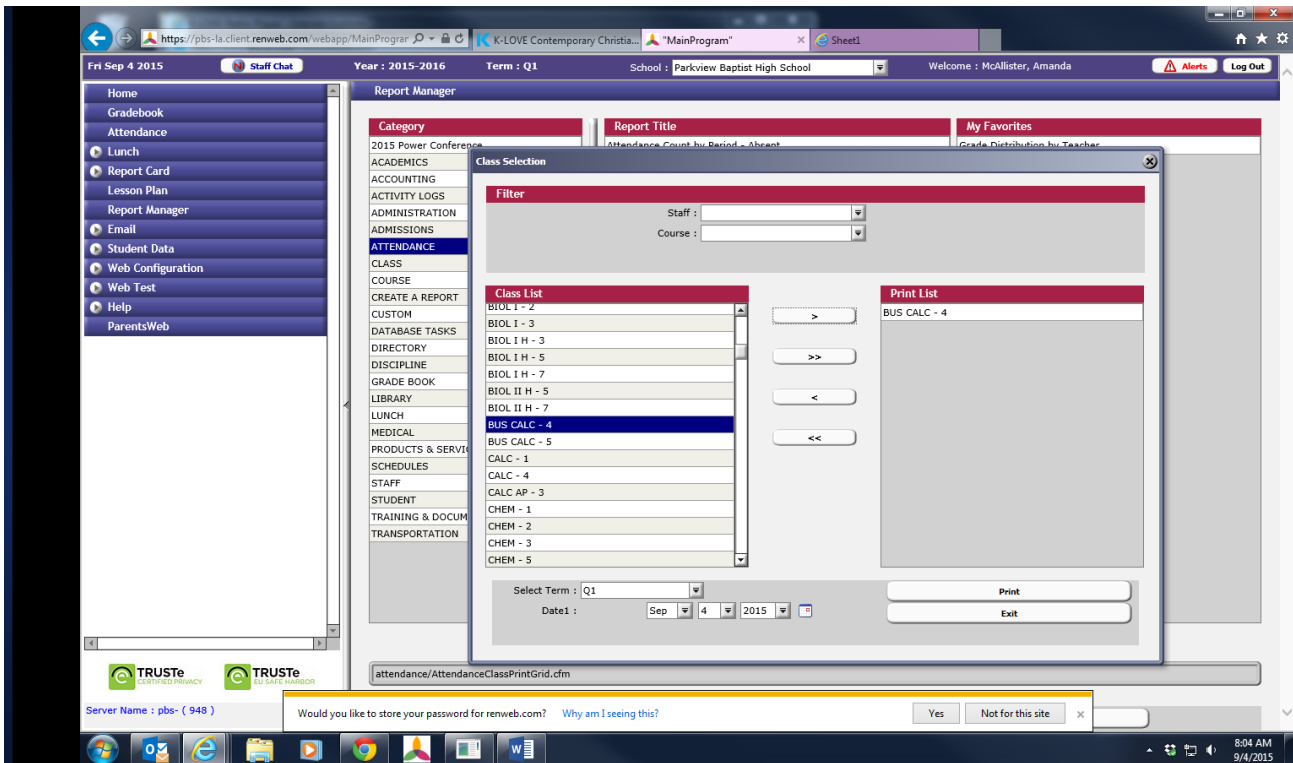 https://pbs-la.client.renweb.com/webapp/MainPrograr
K-LOVE Contemporary Christia...
"MainProgram"
Sheet1
Fri Sep 4 2015
Staff Chat
Year : 2015-2016
Term : Q1
School : Parkview Baptist High School
Welcome : McAllister, Amanda
Alerts
Log Out
Home
Gradebook
Attendance
Lunch
Report Card
Lesson Plan
Report Manager
Email
Student Data
Web Configuration
Web Test
Help
ParentsWeb
Report Manager
Category
2015 Power Conference
ACADEMICS
ACCOUNTING
ACTIVITY LOGS
ADMINISTRATION
ADMISSIONS
ATTENDANCE
CLASS
COURSE
CREATE A REPORT
CUSTOM
DATABASE TASKS
DIRECTORY
DISCIPLINE
GRADE BOOK
LIBRARY
LUNCH
MEDICAL
PRODUCTS & SERVI
SCHEDULES
STAFF
STUDENT
TRAINING & DOCUM
TRANSPORTATION
Report Title
Attendance Count by Period - Absent
My Favorites
Grade Distribution by Teacher
Class Selection
Filter
Staff :
Course :
Class List
BIOL I - 2
BIOL I - 3
BIOL I H - 3
BIOL I H - 5
BIOL I H - 7
BIOL II H - 5
BIOL II H - 7
BUS CALC - 4
BUS CALC - 5
CALC - 1
CALC - 4
CALC AP - 3
CHEM - 1
CHEM - 2
CHEM - 3
CHEM - 5
>
>>
<
<<
Print List
BUS CALC - 4
Select Term : Q1
Date1 : Sep 4 2015
Print
Exit
attendance/AttendanceClassPrintGrid.cfm
TRUSTe
CERTIFIED PRIVACY
TRUSTe
EU SAFE HARBOR
Server Name : pbs- ( 948 )
Would you like to store your password for renweb.com? Why am I seeing this?
Yes
Not for this site
8:04 AM
9/4/2015